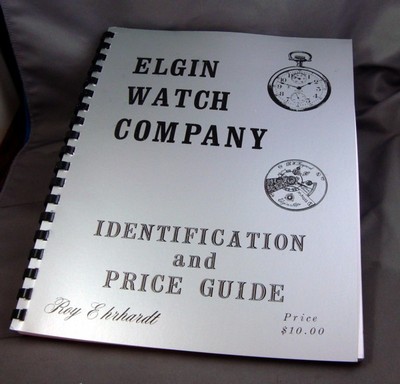 ELGIN
WATCH
COMPANY
IDENTIFICATION
and
PRICE GUIDE
Roy Ehrhardt
Price
$10.00